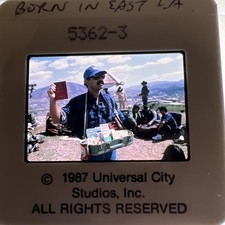 BORN IN EAST L.A.
5362-3
© 1987 Universal City
Studios, Inc.
ALL RIGHTS RESERVED